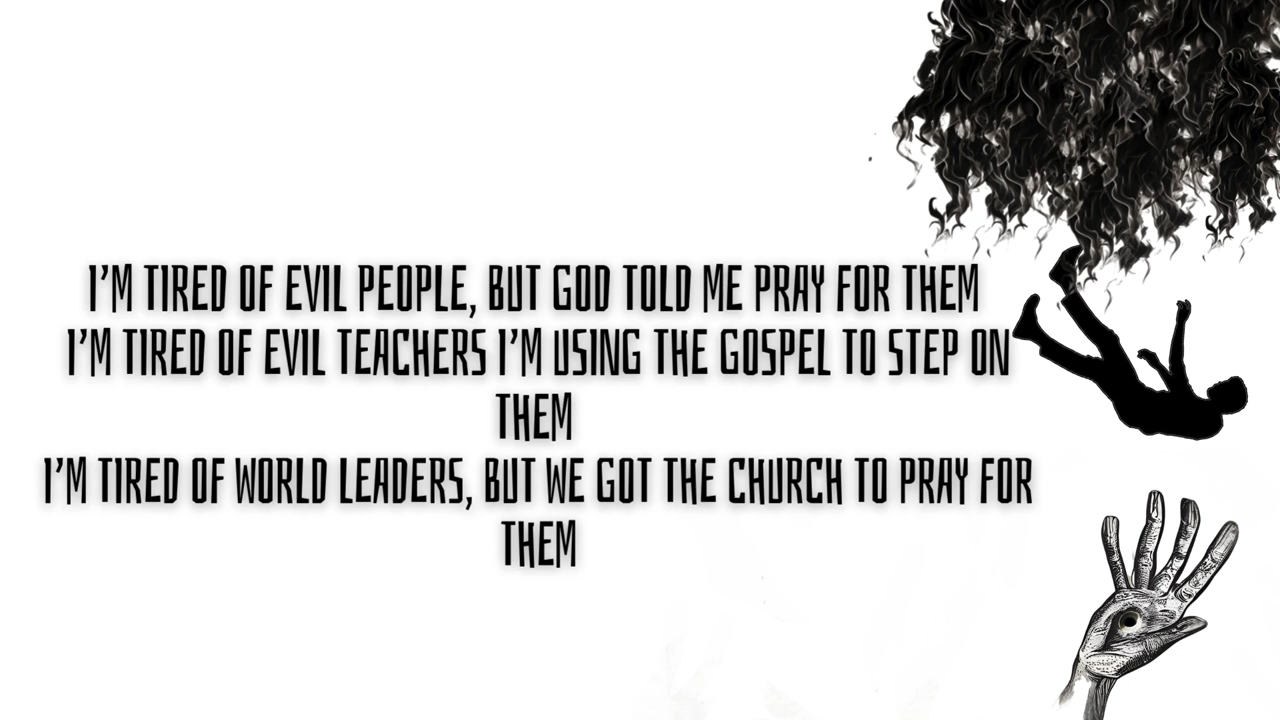 I'M TIRED OF EVIL PEOPLE, BUT GOD TOLD ME PRAY FOR THEM
I'M TIRED OF EVIL TEACHERS I'M USING THE GOSPEL TO STEP ON
THEM
I'M TIRED OF WORLD LEADERS, BUT WE GOT THE CHURCH TO PRAY FOR
THEM